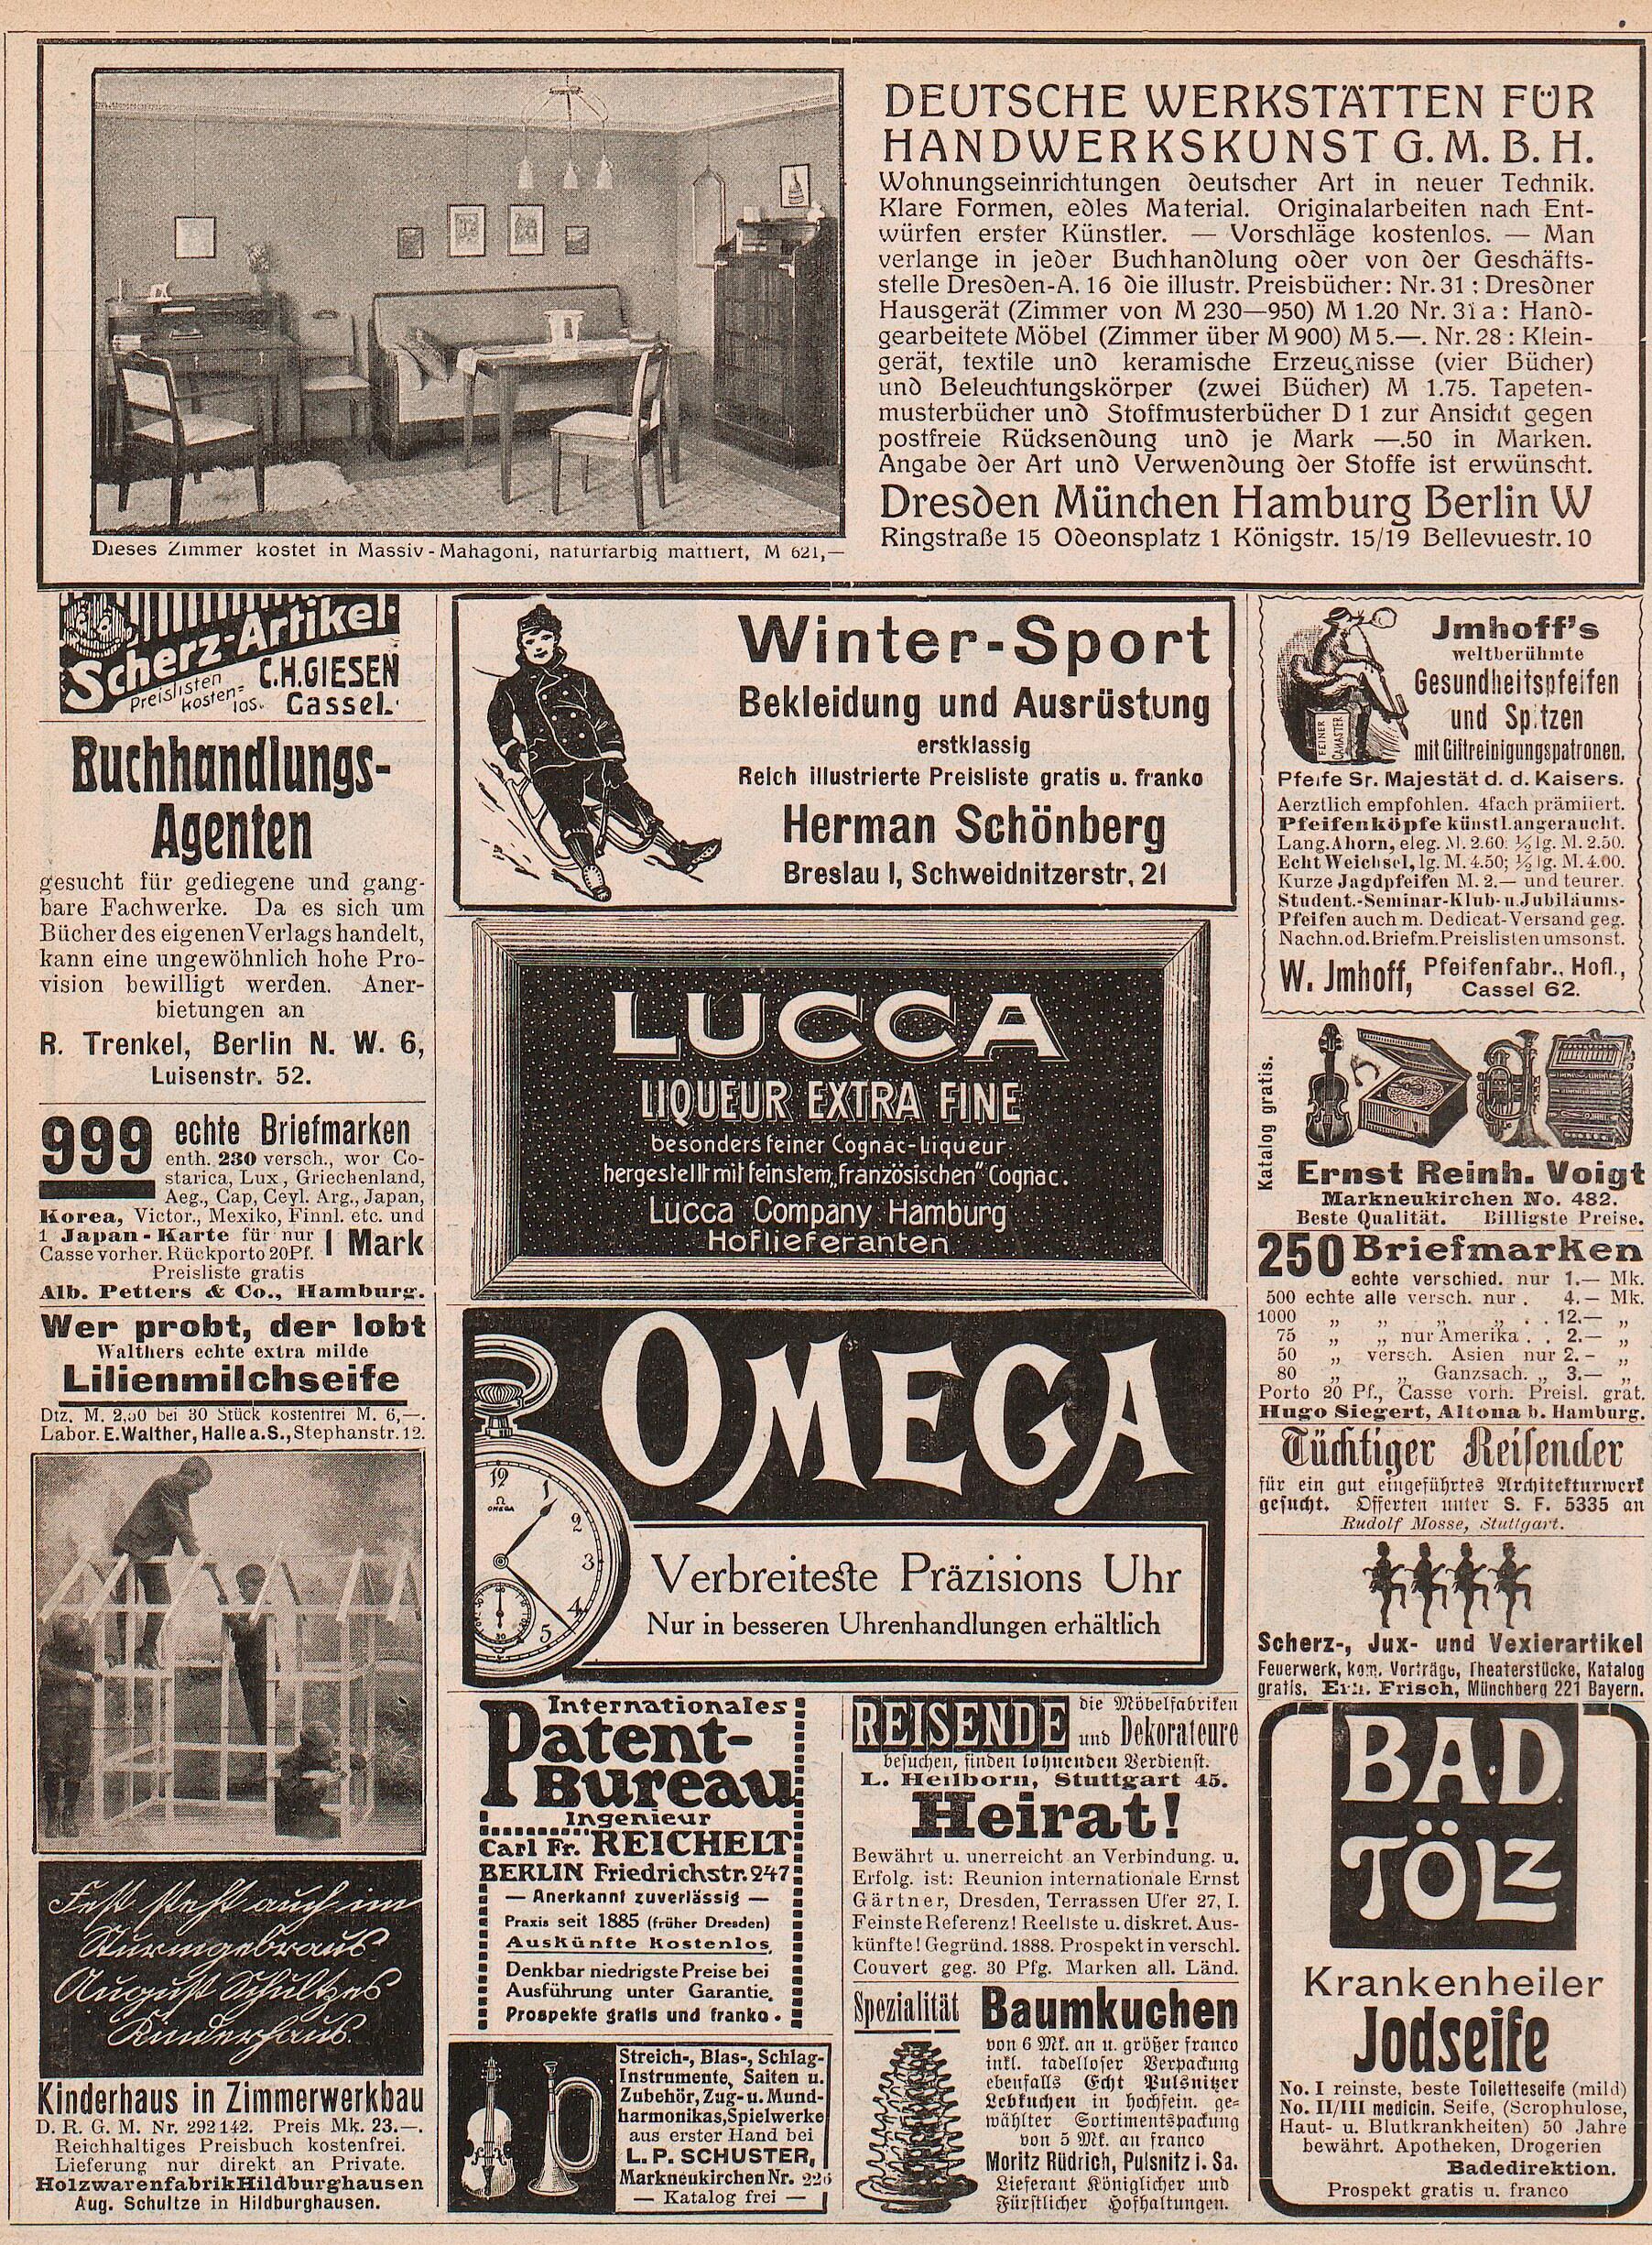 DEUTSCHE WERKSTÄTTEN FÜR
HANDWERKSKUNST G. M. B. H.
Wohnungseinrichtungen deutscher Art in neuer Technik.
Klare Formen, edles Material. Originalarbeiten nach Ent-
würfen erster Künstler. — Vorschläge kostenlos. — Man
verlange in jeder Buchhandlung oder von der Geschäfts-
stelle Dresden-A. 16 die illustr. Preisbücher: Nr. 31 : Dresdner
Hausgerät (Zimmer von M 230—950) M 1.20 Nr. 31a : Hand-
gearbeitete Möbel (Zimmer über M 900) M 5.—. Nr. 28 : Klein-
gerät, textile und keramische Erzeugnisse (vier Bücher)
und Beleuchtungskörper (zwei Bücher) M 1.75. Tapeten-
musterbücher und Stoffmusterbücher D 1 zur Ansicht gegen
postfreie Rücksendung und je Mark —.50 in Marken.
Angabe der Art und Verwendung der Stoffe ist erwünscht.
Dresden München Hamburg Berlin W
Ringstraße 15 Odeonsplatz 1 Königstr. 15/19 Bellevuestr. 10
Dieses Zimmer kostet in Massiv-Mahagoni, naturfarbig mattiert, M 621,—
Scherz-Artikel
Preislisten
kosten-
los.
C.H. GIESEN
Cassel.
Buchhandlungs-
Agenten
gesucht für gediegene und gang-
bare Fachwerke. Da es sich um
Bücher des eigenen Verlags handelt,
kann eine ungewöhnlich hohe Pro-
vision bewilligt werden. Aner-
bietungen an
R. Trenkel, Berlin N. W. 6,
Luisenstr. 52.
999 echte Briefmarken
enth. 230 versch., wor Co-
starica, Lux., Griechenland,
Aeg., Cap, Ceyl. Arg., Japan,
Korea, Victor., Mexiko, Finnl. etc. und
1 Japan-Karte für nur 1 Mark
Casse vorher. Rückporto 20Pf.
Preisliste gratis
Alb. Petters & Co., Hamburg.
Wer probt, der lobt
Walthers echte extra milde
Lilienmilchseife
Dtz. M. 2,50 bei 30 Stück kostenfrei M. 6,—.
Labor. E. Walther, Halle a. S., Stephanstr. 12.
Fest steht auch im
Sturmgebraus
August Schultzes
Kinderhaus.
Kinderhaus in Zimmerwerkbau
D. R. G. M. Nr. 292142. Preis Mk. 23.—.
Reichhaltiges Preisbuch kostenfrei.
Lieferung nur direkt an Private.
Holzwarenfabrik Hildburghausen
Aug. Schultze in Hildburghausen.
Winter-Sport
Bekleidung und Ausrüstung
erstklassig
Reich illustrierte Preisliste gratis u. franko
Herman Schönberg
Breslau I, Schweidnitzerstr. 21
LUCCA
LIQUEUR EXTRA FINE
besonders feiner Cognac-Liqueur
hergestellt mit feinstem „französischen" Cognac.
Lucca Company Hamburg
Hoflieferanten
OMEGA
12
1
2
3
4
5
Ω
OMEGA
Verbreiteste Präzisions Uhr
Nur in besseren Uhrenhandlungen erhältlich
Internationales
Patent-
Bureau
Ingenieur
Carl Fr. REICHELT
BERLIN Friedrichstr. 247
— Anerkannt zuverlässig —
Praxis seit 1885 (früher Dresden)
Auskünfte kostenlos.
Denkbar niedrigste Preise bei
Ausführung unter Garantie.
Prospekte gratis und franko.
Streich-, Blas-, Schlag-
Instrumente, Saiten u.
Zubehör, Zug- u. Mund-
harmonikas, Spielwerke
aus erster Hand bei
L. P. SCHUSTER,
Markneukirchen Nr. 226
— Katalog frei —
REISENDE die Möbelfabriken
und Dekorateure
besuchen, finden lohnenden Verdienst.
L. Heilborn, Stuttgart 45.
Heirat!
Bewährt u. unerreicht an Verbindung. u.
Erfolg. ist: Reunion internationale Ernst
Gärtner, Dresden, Terrassen Ufer 27, I.
Feinste Referenz! Reellste u. diskret. Aus-
künfte! Gegründ. 1888. Prospekt in verschl.
Couvert geg. 30 Pfg. Marken all. Länd.
Spezialität Baumkuchen
von 6 Mk. an u. größer franco
inkl. tadelloser Verpackung
ebenfalls Echt Pulsnitzer
Lebkuchen in hochfein. ge-
wählter Sortimentspackung
von 5 Mk. an franco
Moritz Rüdrich, Pulsnitz i. Sa.
Lieferant Königlicher und
Fürstlicher Hofhaltungen.
FEINER
CANASTER
Jmhoff's
weltberühmte
Gesundheitspfeifen
und Spitzen
mit Giftreinigungspatronen.
Pfeife Sr. Majestät d. d. Kaisers.
Aerztlich empfohlen. 4fach prämiiert.
Pfeifenköpfe künstl. angeraucht.
Lang. Ahorn, eleg. M. 2.60. ½ lg. M. 2.50.
Echt Weichsel, lg. M. 4.50; ½ lg. M. 4.00.
Kurze Jagdpfeifen M. 2.— und teurer.
Student.-Seminar-Klub- u. Jubiläums-
Pfeifen auch m. Dedicat-Versand geg.
Nachn. od. Briefm. Preislisten umsonst.
W. Jmhoff, Pfeifenfabr., Hofl.,
Cassel 62.
Katalog gratis.
Ernst Reinh. Voigt
Markneukirchen No. 482.
Beste Qualität. Billigste Preise.
250 Briefmarken
echte verschied. nur 1.— Mk.
500 echte alle versch. nur . 4.— Mk.
1000 „ „ „ „ . . 12.— „
75 „ „ nur Amerika . . 2.— „
50 „ versch. Asien nur 2.- „
80 „ „ Ganzsach. „ 3.— „
Porto 20 Pf., Casse vorh. Preisl. grat.
Hugo Siegert, Altona b. Hamburg.
Tüchtiger Reisender
für ein gut eingeführtes Architekturwerk
gesucht. Offerten unter S. F. 5335 an
Rudolf Mosse, Stuttgart.
Scherz-, Jux- und Vexierartikel
Feuerwerk, kom. Vorträge, Theaterstücke, Katalog
gratis. Frisch, Münchberg 221 Bayern.
BAD
TÖLZ
Krankenheiler
Jodseife
No. I reinste, beste Toiletteseife (mild)
No. II/III medicin. Seife, (Scrophulose,
Haut- u. Blutkrankheiten) 50 Jahre
bewährt. Apotheken, Drogerien
Badedirektion.
Prospekt gratis u. franco